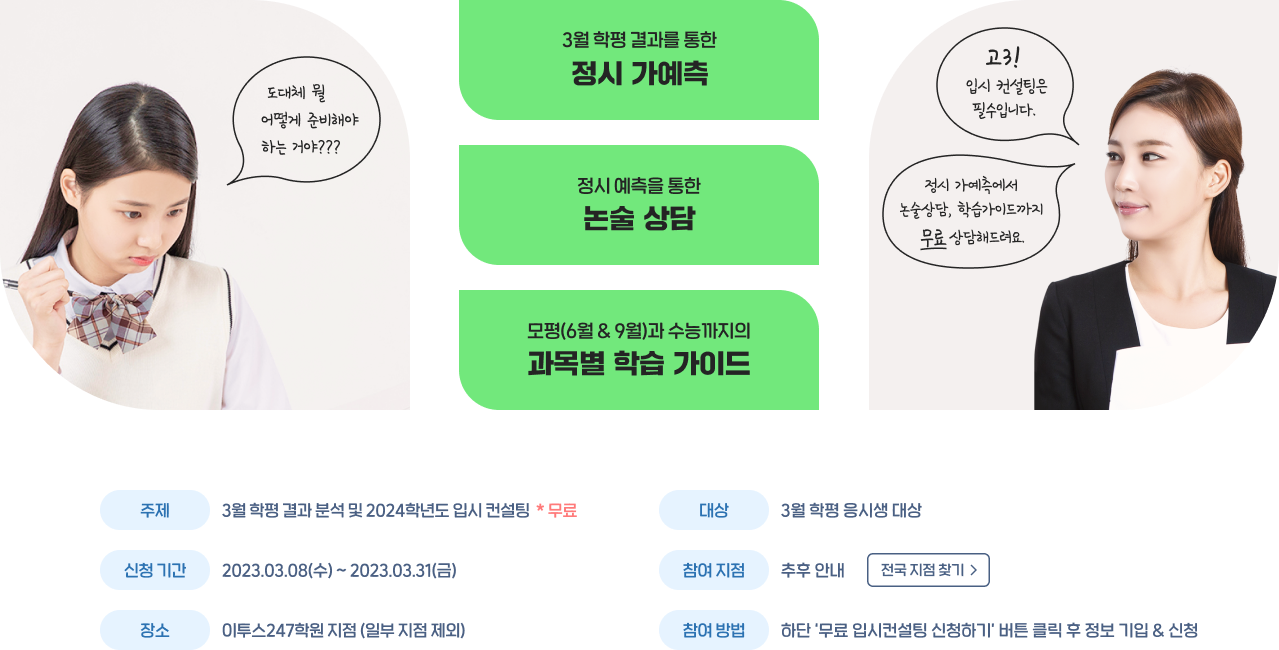 도대체 뭘
어떻게 준비해야
하는 거야???
3월 학평 결과를 통한
정시 가예측
정시 예측을 통한
논술 상담
모평(6월 & 9월)과 수능까지의
과목별 학습 가이드
고3!
입시 컨설팅은
필수입니다.
정시 가예측에서
논술상담, 학습가이드까지
무료 상담해드려요.
주제 3월 학평 결과 분석 및 2024학년도 입시 컨설팅 * 무료
대상 3월 학평 응시생 대상
신청 기간 2023.03.08(수) ~ 2023.03.31(금)
참여 지점 추후 안내 전국 지점 찾기 >
장소 이투스247학원 지점 (일부 지점 제외)
참여 방법 하단 '무료 입시컨설팅 신청하기' 버튼 클릭 후 정보 기입 & 신청